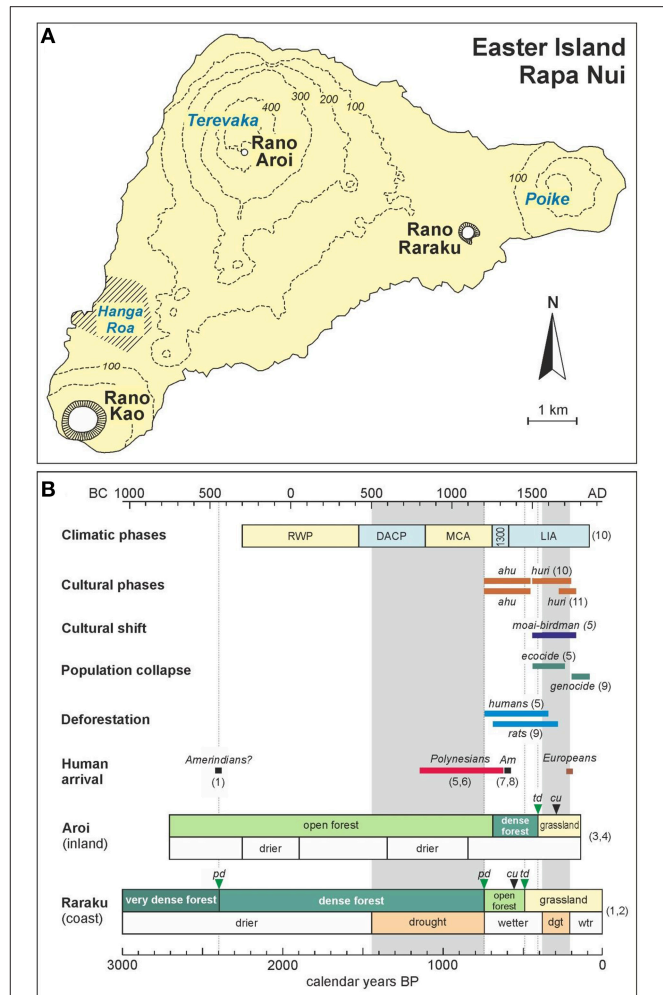 A
Easter Island
Rapa Nui
100
200
300
400
Terevaka
Rano
Aroi
100
Poike
Rano
Raraku
Hanga
Roa
N
100
Rano
Kao
1 km
B
BC 1000 500 0 500 1000 1500 AD
Climatic phases RWP DACP MCA 1300 LIA (10)
ahu huri (10)
Cultural phases
ahu huri (11)
Cultural shift moai-birdman (5)
ecocide (5)
Population collapse
genocide (9)
humans (5)
Deforestation
rats (9)
Human Amerindians? Polynesians Am Europeans
arrival (1) (5,6) (7,8)
td cu
Aroi open forest dense forest grassland (3,4)
(inland) drier drier
pd pd cu td
Raraku very dense forest dense forest open forest grassland (1,2)
(coast) drier drought wetter dgt wtr
3000 2000 1000 0
calendar years BP